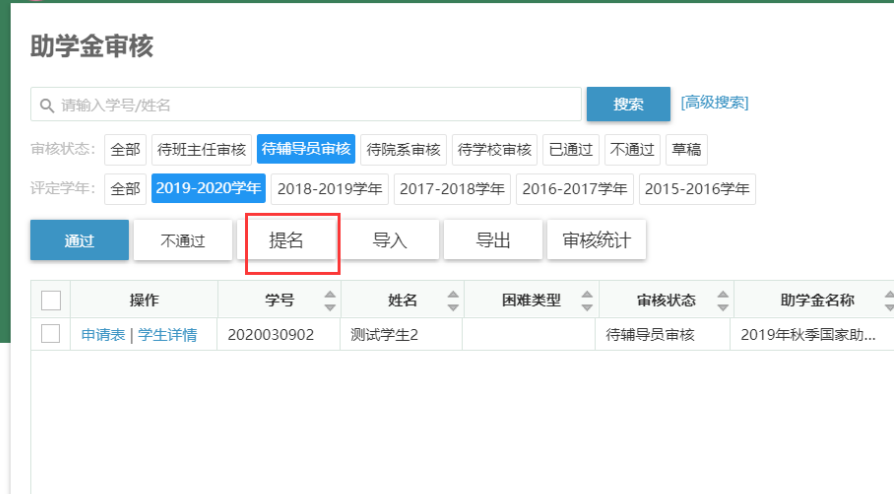 助学金审核
请输入学号/姓名 搜索 [高级搜索]
审核状态: 全部 待班主任审核 待辅导员审核 待院系审核 待学校审核 已通过 不通过 草稿
评定学年: 全部 2019-2020学年 2018-2019学年 2017-2018学年 2016-2017学年 2015-2016学年
通过 不通过 提名 导入 导出 审核统计
操作 学号 姓名 困难类型 审核状态 助学金名称
申请表 | 学生详情 2020030902 测试学生2 待辅导员审核 2019年秋季国家助...